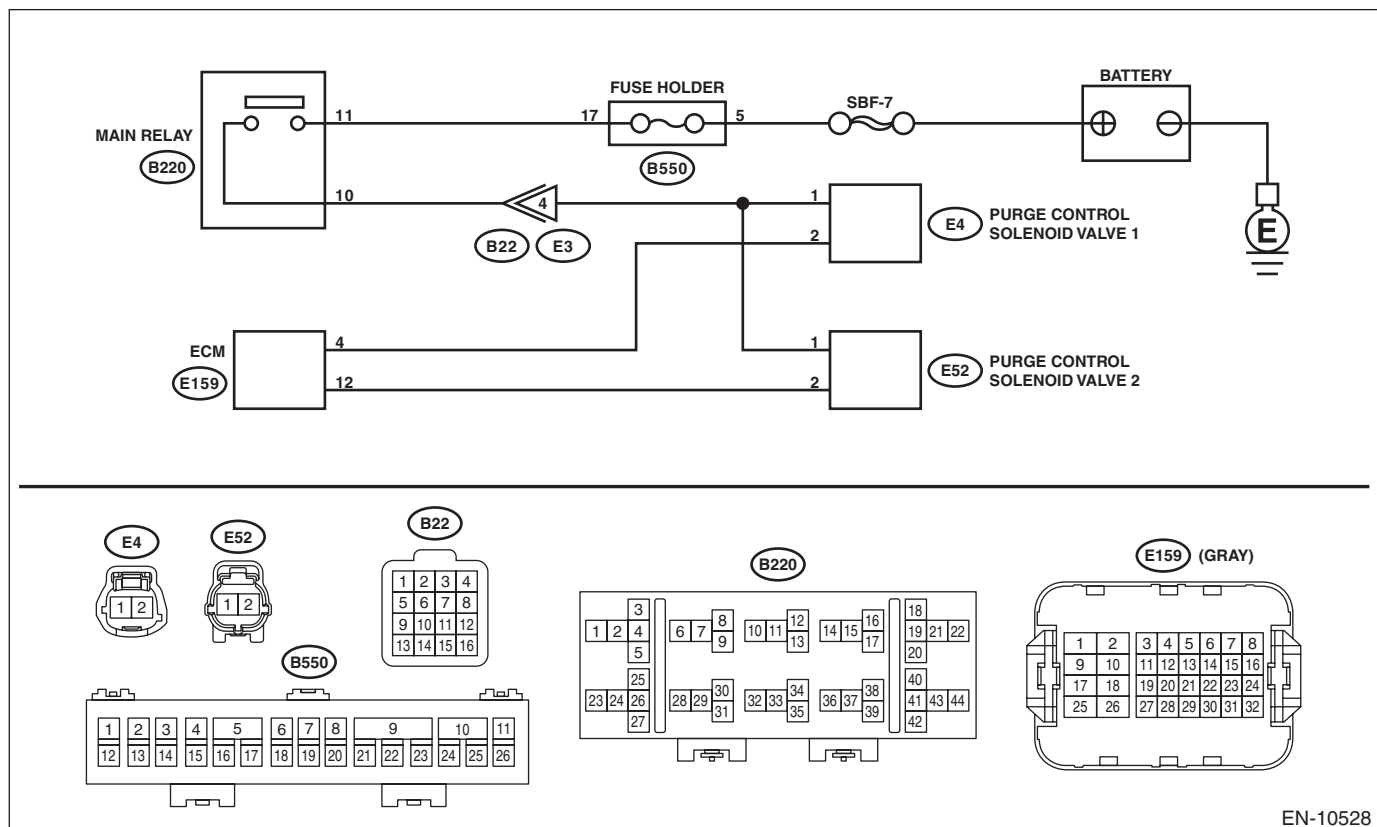 BATTERY
FUSE HOLDER
SBF-7
11
17
5
MAIN RELAY
B220
B550
10
4
1
B22
E3
2
E4
PURGE CONTROL
SOLENOID VALVE 1
E
ECM
4
1
E159
12
2
E52
PURGE CONTROL
SOLENOID VALVE 2
E4
E52
B22
B220
E159 (GRAY)
1 2
1 2
1 2 3 4
5 6 7 8
9 10 11 12
13 14 15 16
B550
1 2 3 4 5 6 7 8 9 10 11
12 13 14 15 16 17 18 19 20 21 22 23 24 25 26
3
1 2 4
5
8
6 7
9
12
10 11
13
16
14 15
17
18
19 21 22
20
25
23 24 26
27
30
28 29
31
34
32 33
35
38
36 37
39
40
41 43 44
42
1 2 3 4 5 6 7 8
9 10 11 12 13 14 15 16
17 18 19 20 21 22 23 24
25 26 27 28 29 30 31 32
EN-10528